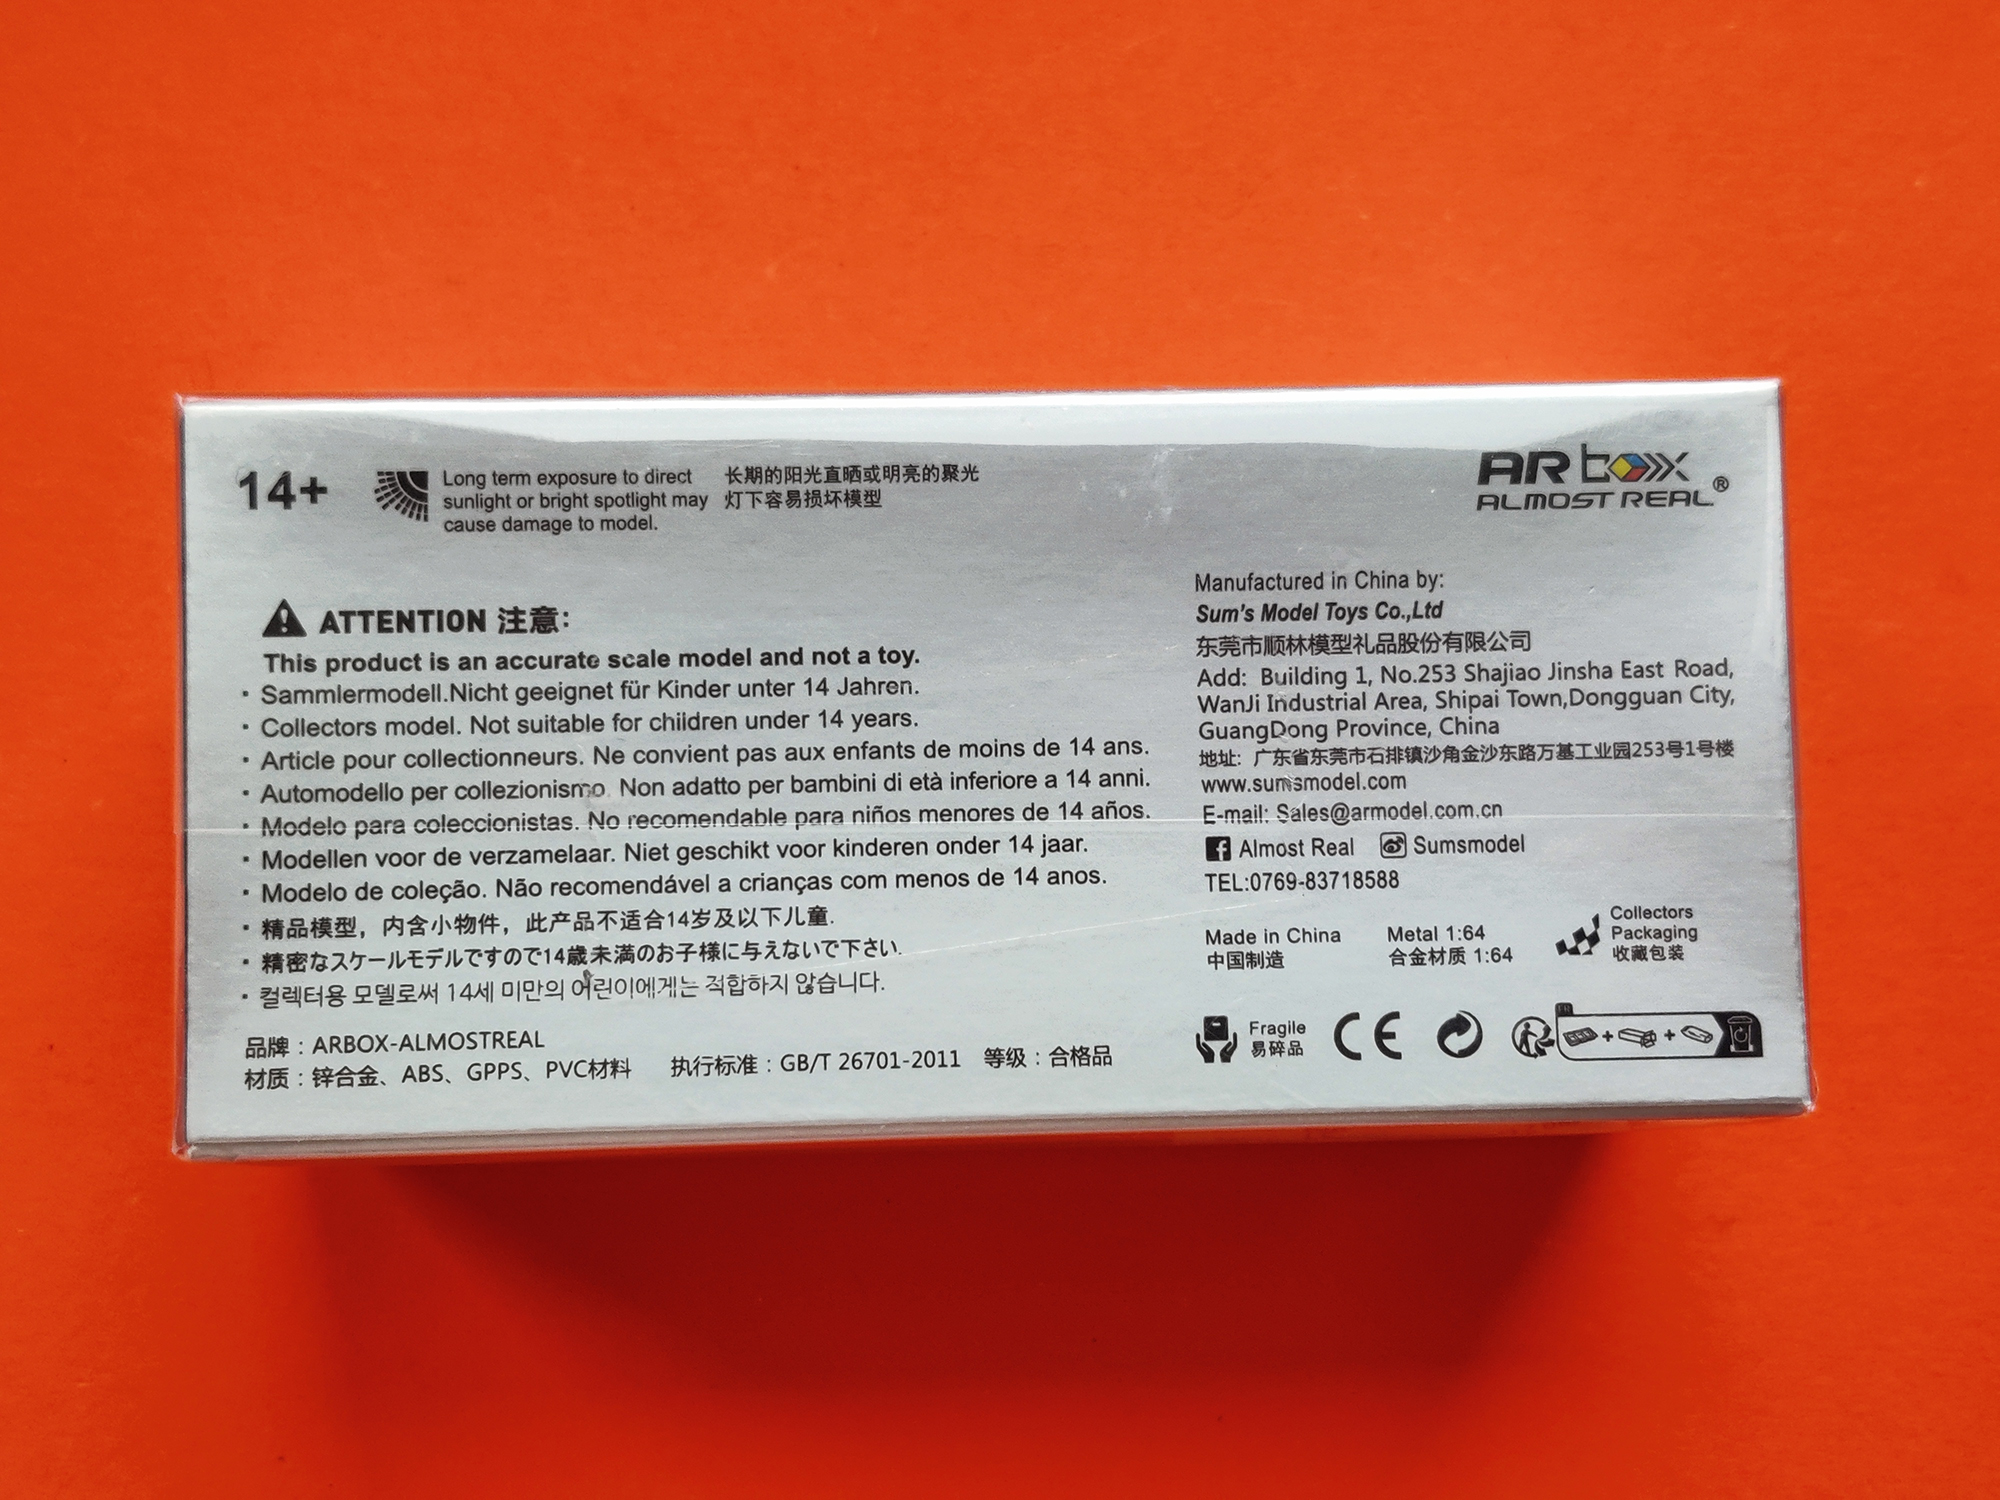 14+
Long term exposure to direct
sunlight or bright spotlight may
cause damage to model.
长期的阳光直晒或明亮的聚光
灯下容易损坏模型
ARbox
ALMOST REAL®
ATTENTION 注意:
This product is an accurate scale model and not a toy.
· Sammlermodell.Nicht geeignet für Kinder unter 14 Jahren.
· Collectors model. Not suitable for children under 14 years.
· Article pour collectionneurs. Ne convient pas aux enfants de moins de 14 ans.
· Automodello per collezionismo. Non adatto per bambini di età inferiore a 14 anni.
· Modelo para coleccionistas. No recomendable para niños menores de 14 años.
· Modellen voor de verzamelaar. Niet geschikt voor kinderen onder 14 jaar.
· Modelo de coleção. Não recomendável a crianças com menos de 14 anos.
· 精品模型，内含小物件，此产品不适合14岁及以下儿童.
· 精密なスケールモデルですので14歳未満のお子様に与えないで下さい.
· 컬렉터용 모델로써 14세 미만의 어린이에게는 적합하지 않습니다.
品牌：ARBOX-ALMOSTREAL
材质：锌合金、ABS、GPPS、PVC材料 执行标准：GB/T 26701-2011 等级：合格品
Manufactured in China by:
Sum's Model Toys Co.,Ltd
东莞市顺林模型礼品股份有限公司
Add: Building 1, No.253 Shajiao Jinsha East Road,
WanJi Industrial Area, Shipai Town,Dongguan City,
GuangDong Province, China
地址: 广东省东莞市石排镇沙角金沙东路万基工业园253号1号楼
www.sumsmodel.com
E-mail: Sales@armodel.com.cn
Almost Real Sumsmodel
TEL:0769-83718588
Made in China
中国制造
Metal 1:64
合金材质 1:64
Collectors
Packaging
收藏包装
Fragile
易碎品
CE
+ +